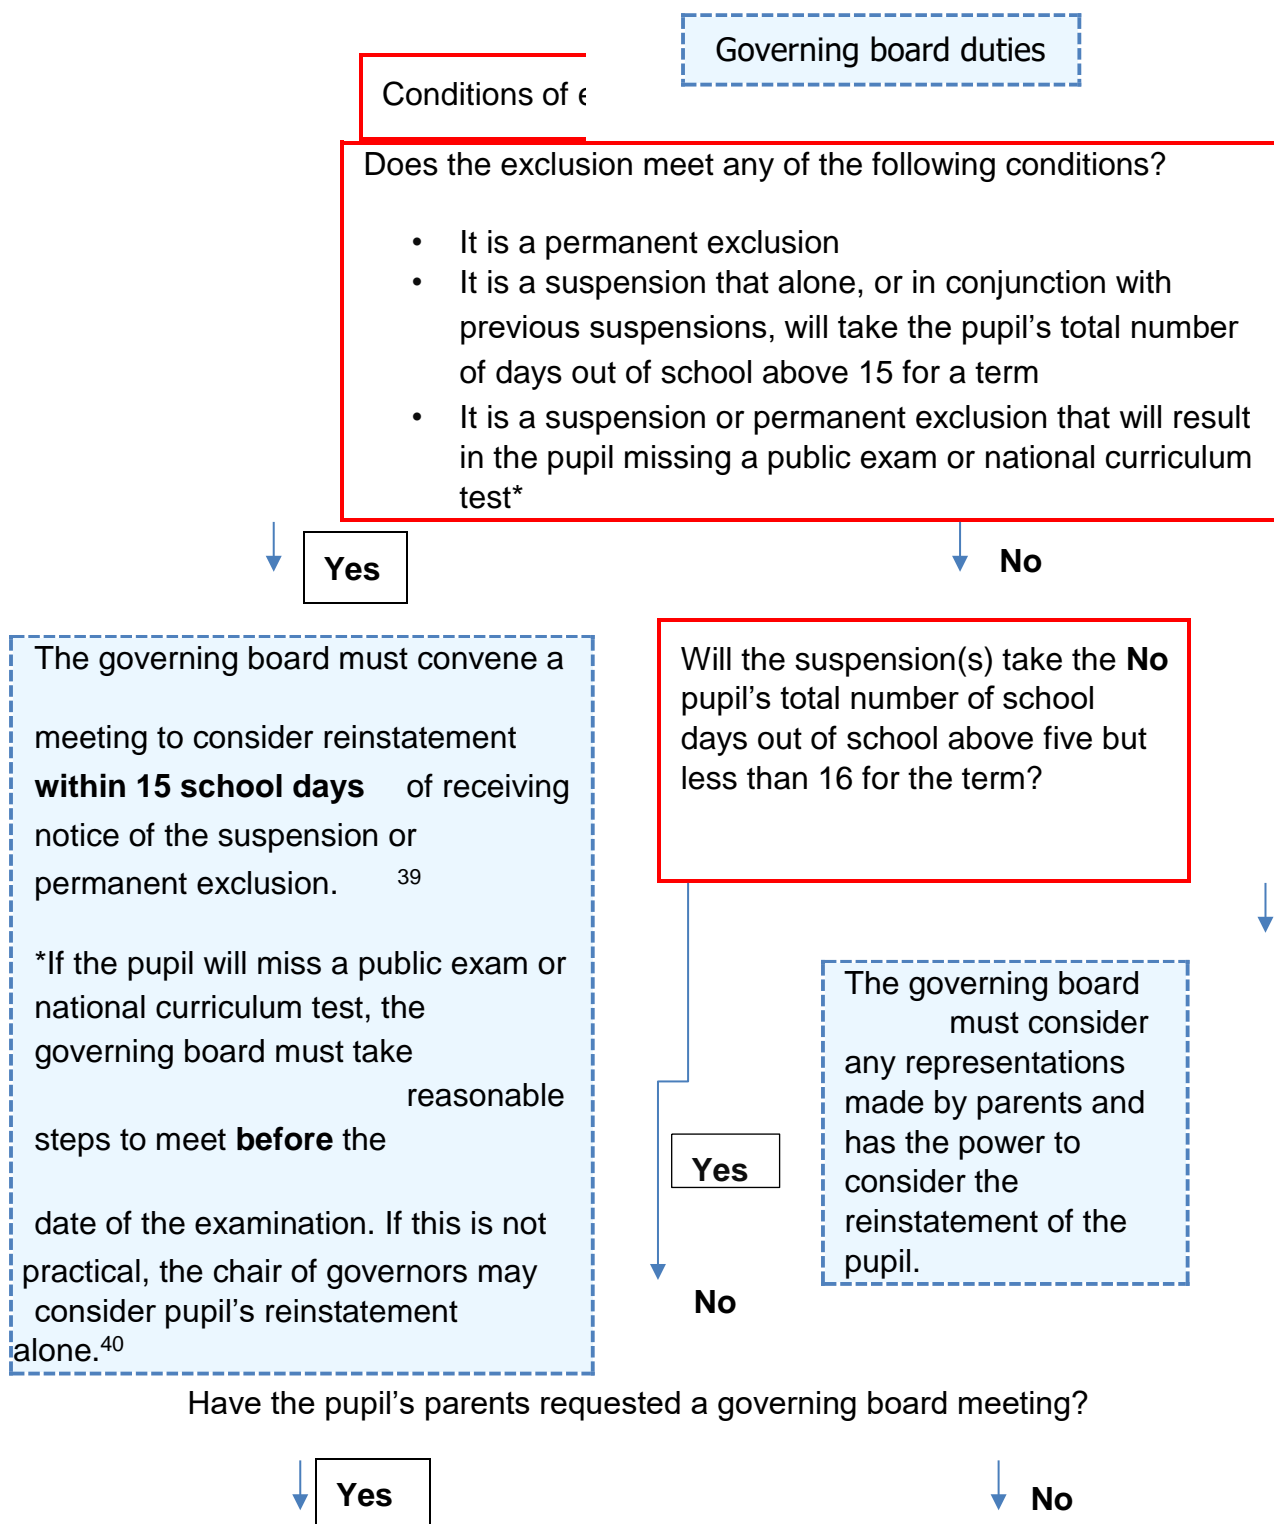 Governing board duties
Conditions of e
Does the exclusion meet any of the following conditions?
• It is a permanent exclusion
• It is a suspension that alone, or in conjunction with
previous suspensions, will take the pupil’s total number
of days out of school above 15 for a term
• It is a suspension or permanent exclusion that will result
in the pupil missing a public exam or national curriculum
test*
Yes
No
The governing board must convene a
meeting to consider reinstatement
within 15 school days of receiving
notice of the suspension or
permanent exclusion. 39
*If the pupil will miss a public exam or
national curriculum test, the
governing board must take
reasonable
steps to meet before the
date of the examination. If this is not
practical, the chair of governors may
consider pupil’s reinstatement
alone.40
Will the suspension(s) take the No
pupil’s total number of school
days out of school above five but
less than 16 for the term?
The governing board
must consider
any representations
made by parents and
has the power to
consider the
reinstatement of the
pupil.
Yes
No
Have the pupil’s parents requested a governing board meeting?
Yes
No